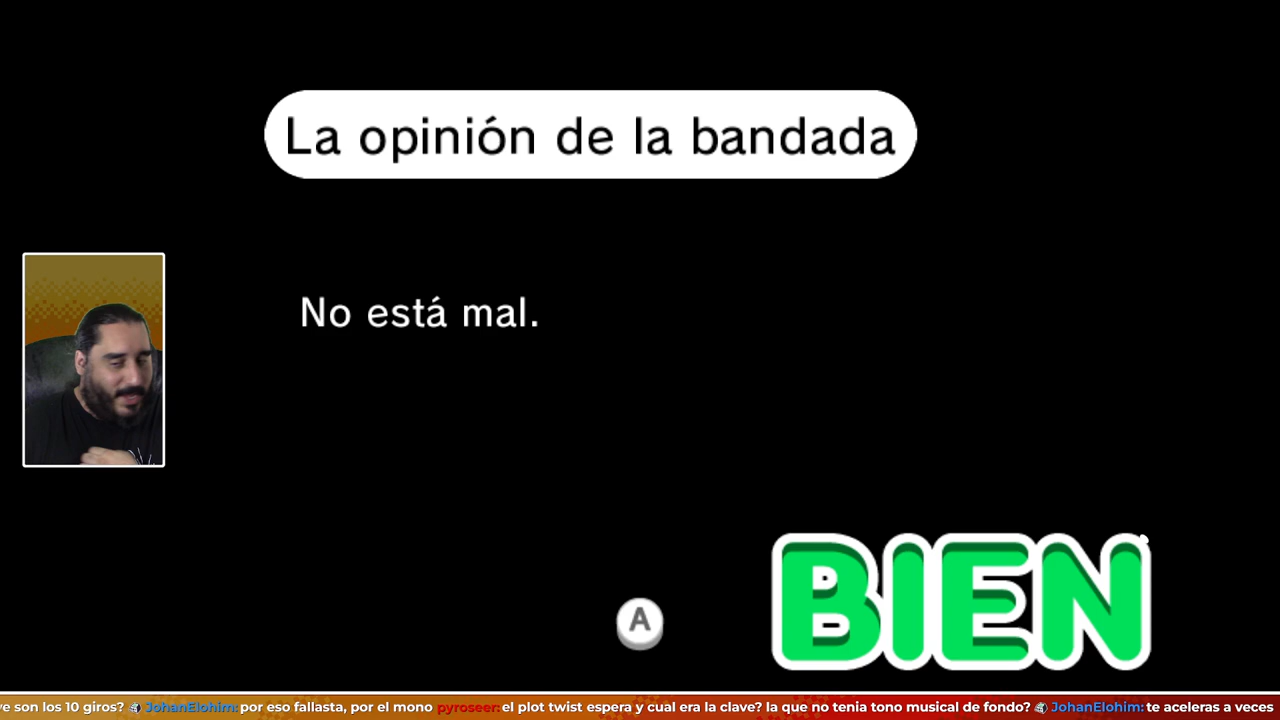 La opinión de la bandada
No está mal.
A
BIEN
ve son los 10 giros? JohanElohim: por eso fallasta, por el mono pyroseer: el plot twist espera y cual era la clave? la que no tenia tono musical de fondo? JohanElohim: te aceleras a veces